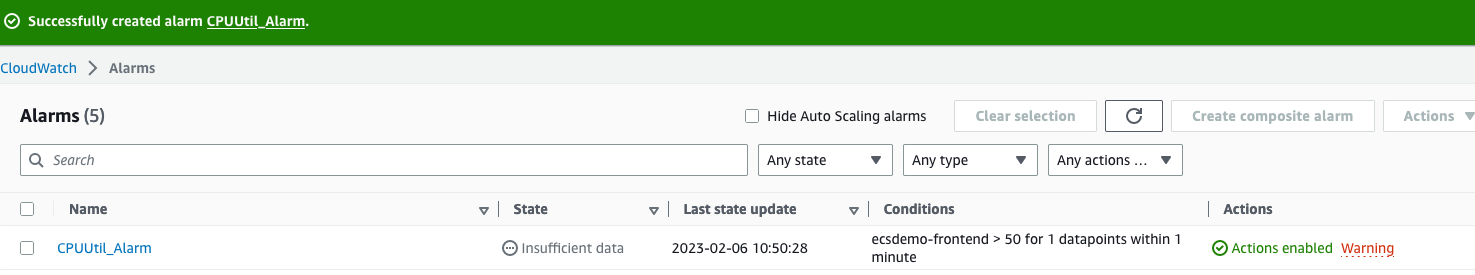 Successfully created alarm CPUUtil_Alarm.
CloudWatch > Alarms
Alarms (5)
Hide Auto Scaling alarms
Clear selection
Create composite alarm
Actions
Search
Any state
Any type
Any actions ...
Name
State
Last state update
Conditions
Actions
CPUUtil_Alarm
Insufficient data
2023-02-06 10:50:28
ecsdemo-frontend > 50 for 1 datapoints within 1
minute
Actions enabled Warning